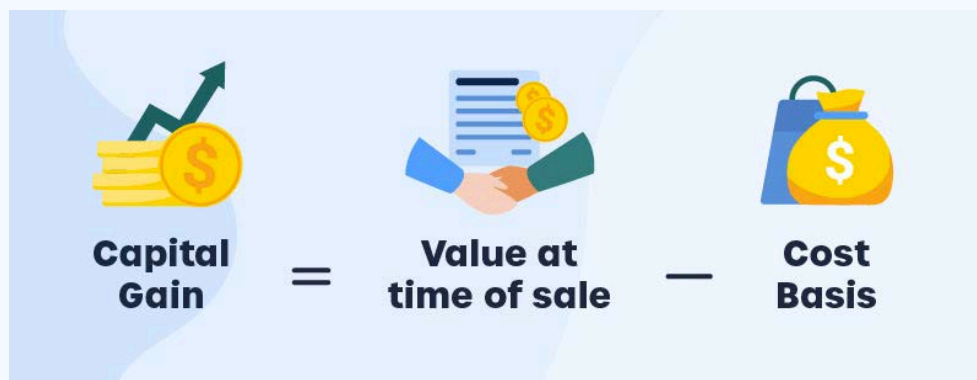 $
$
$
$
Capital
Gain
=
Value at
time of sale
—
Cost
Basis